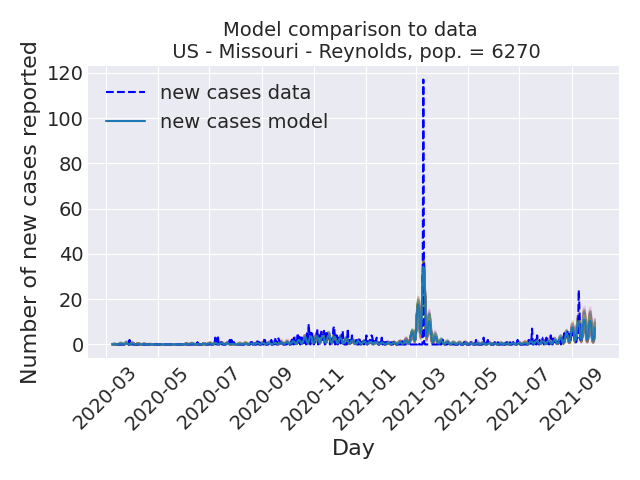 Model comparison to data
US - Missouri - Reynolds, pop. = 6270
new cases data
new cases model
Number of new cases reported
120
100
80
60
40
20
0
2020-03
2020-05
2020-07
2020-09
2020-11
2021-01
2021-03
2021-05
2021-07
2021-09
Day